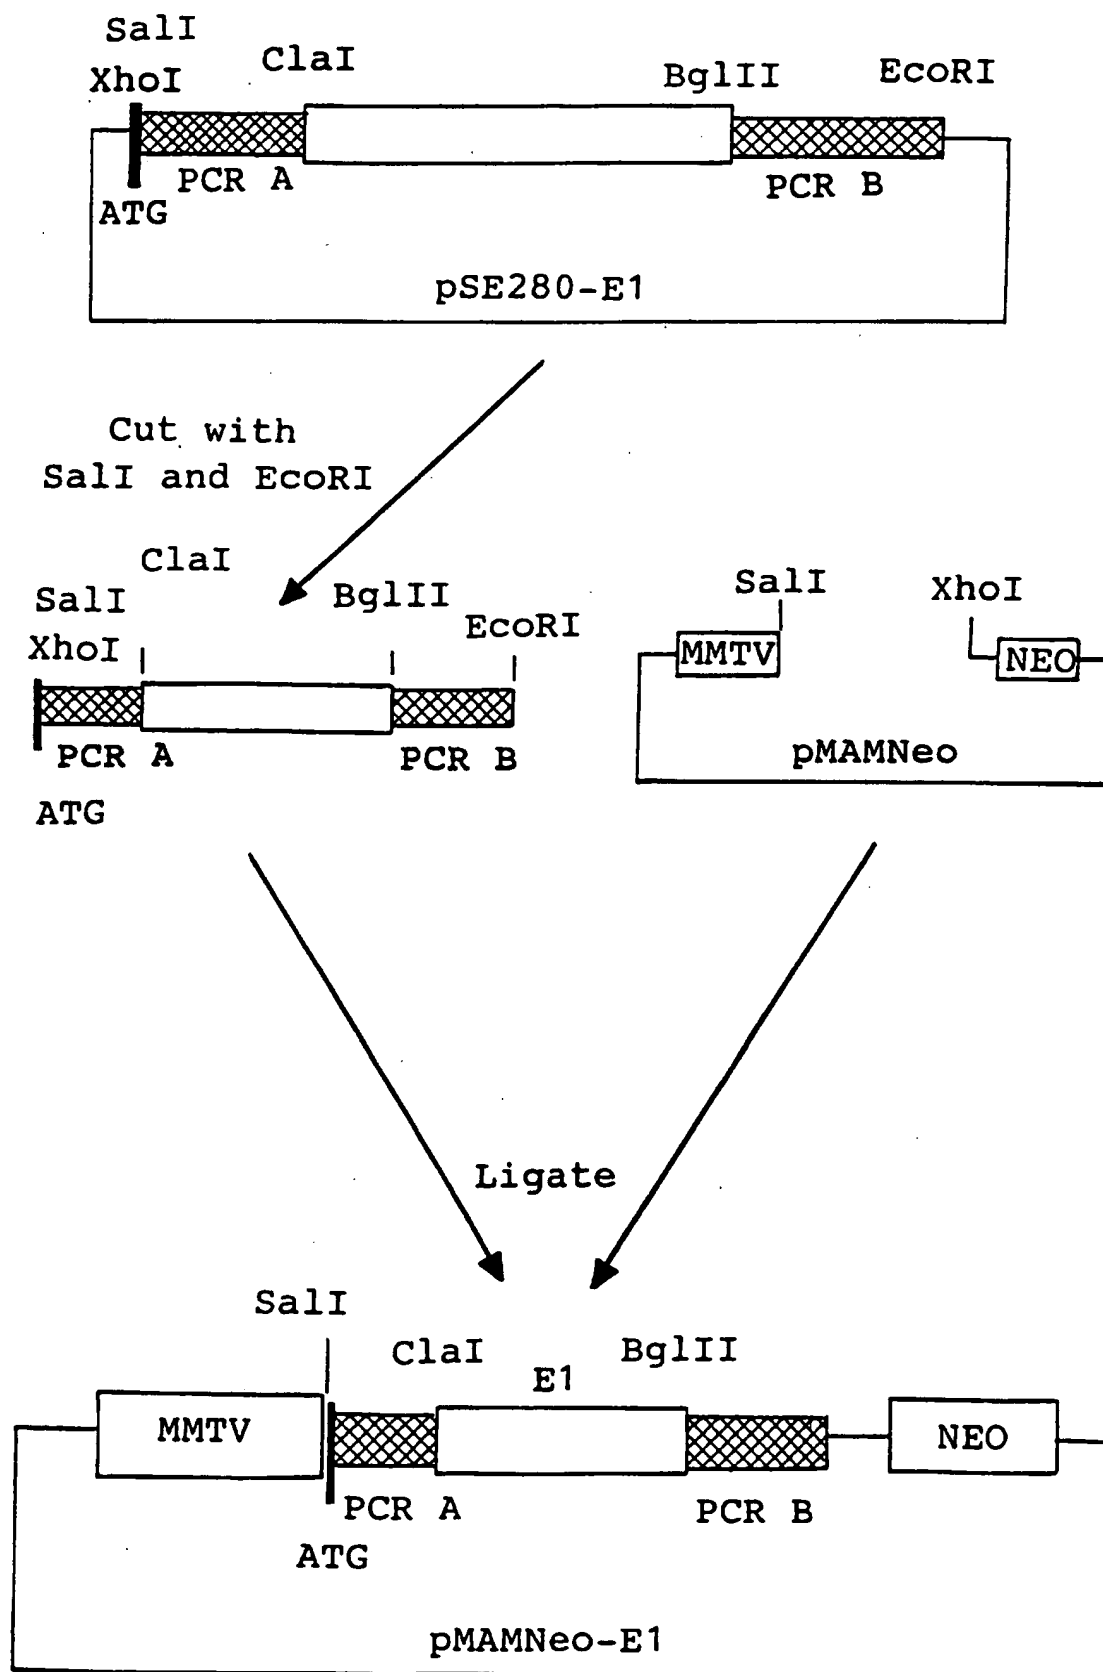 SalI
XhoI
ClaI
BglII
EcoRI
PCR A
PCR B
ATG
pSE280-E1
Cut with
SalI and EcoRI
ClaI
SalI
XhoI
BglII
EcoRI
PCR A
PCR B
ATG
SalI
XhoI
MMTV
NEO
pMAMNeo
Ligate
SalI
ClaI
E1
BglII
MMTV
NEO
PCR A
PCR B
ATG
pMAMNeo-E1